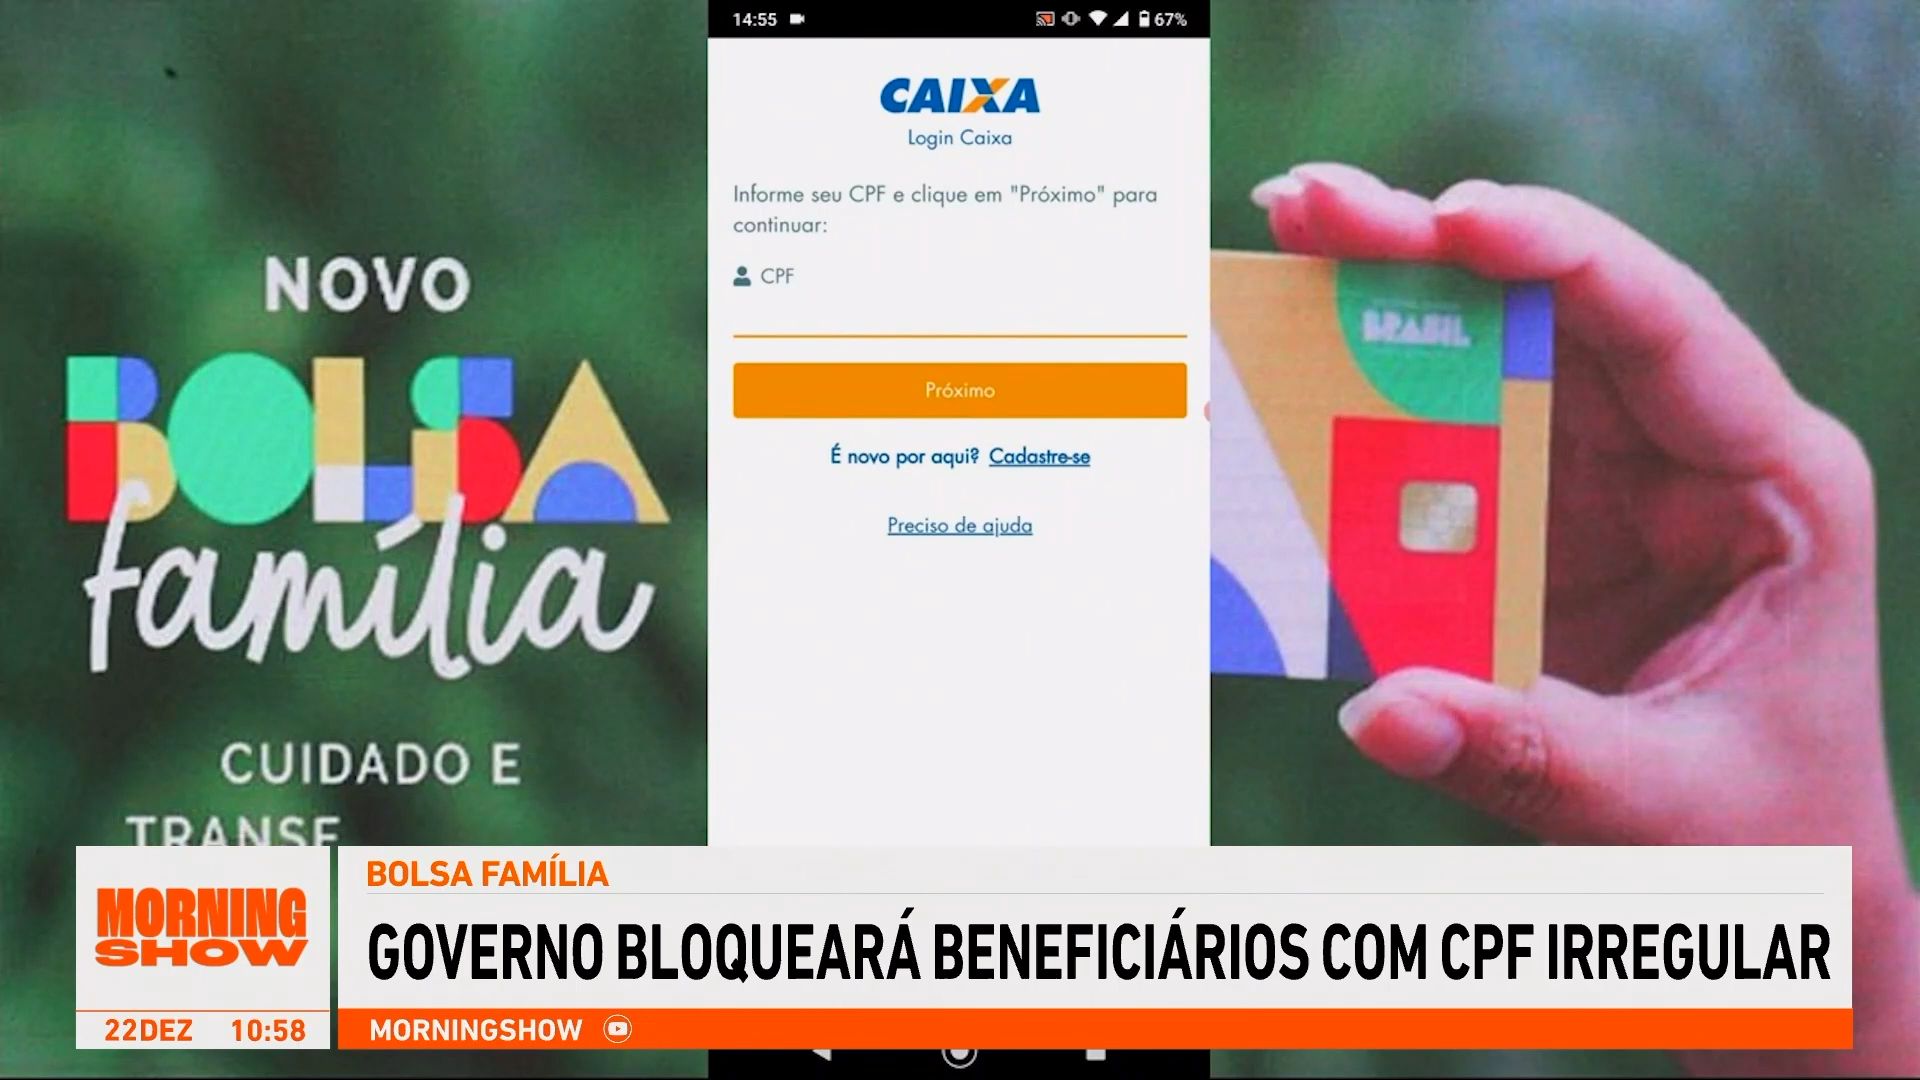 14:55
67%
CAIXA
Login Caixa
Informe seu CPF e clique em "Próximo" para
continuar:
CPF
Próximo
É novo por aqui? Cadastre-se
Preciso de ajuda
NOVO
BOLSA
família
CUIDADO E
TRANSF
BRASIL
BOLSA FAMÍLIA
GOVERNO BLOQUEARÁ BENEFICIÁRIOS COM CPF IRREGULAR
MORNING
SHOW
22DEZ 10:58
MORNINGSHOW